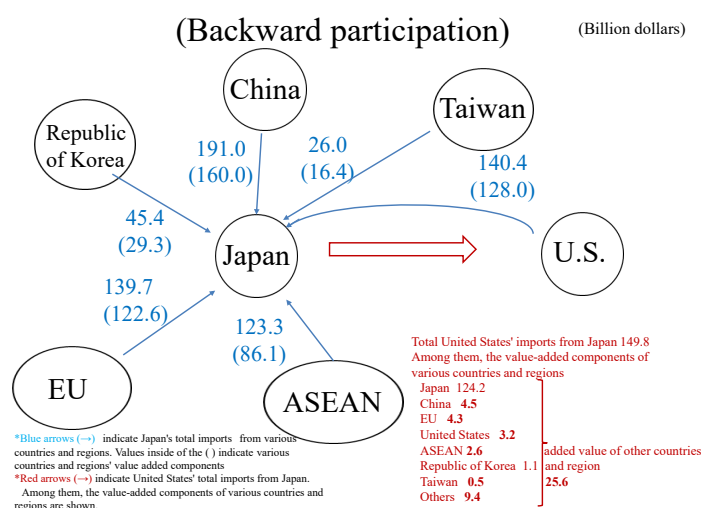 (Backward participation)
(Billion dollars)
China
Taiwan
Republic
of Korea
191.0
(160.0)
26.0
(16.4)
140.4
(128.0)
45.4
(29.3)
Japan
U.S.
139.7
(122.6)
123.3
(86.1)
EU
ASEAN
Total United States' imports from Japan 149.8
Among them, the value-added components of
various countries and regions
Japan 124.2
China 4.5
EU 4.3
United States 3.2
ASEAN 2.6
Republic of Korea 1.1
Taiwan 0.5
Others 9.4
added value of other countries
and region
25.6
*Blue arrows (→) indicate Japan's total imports from various
countries and regions. Values inside of the ( ) indicate various
countries and regions' value added components
*Red arrows (→) indicate United States' total imports from Japan.
Among them, the value-added components of various countries and
regions are shown